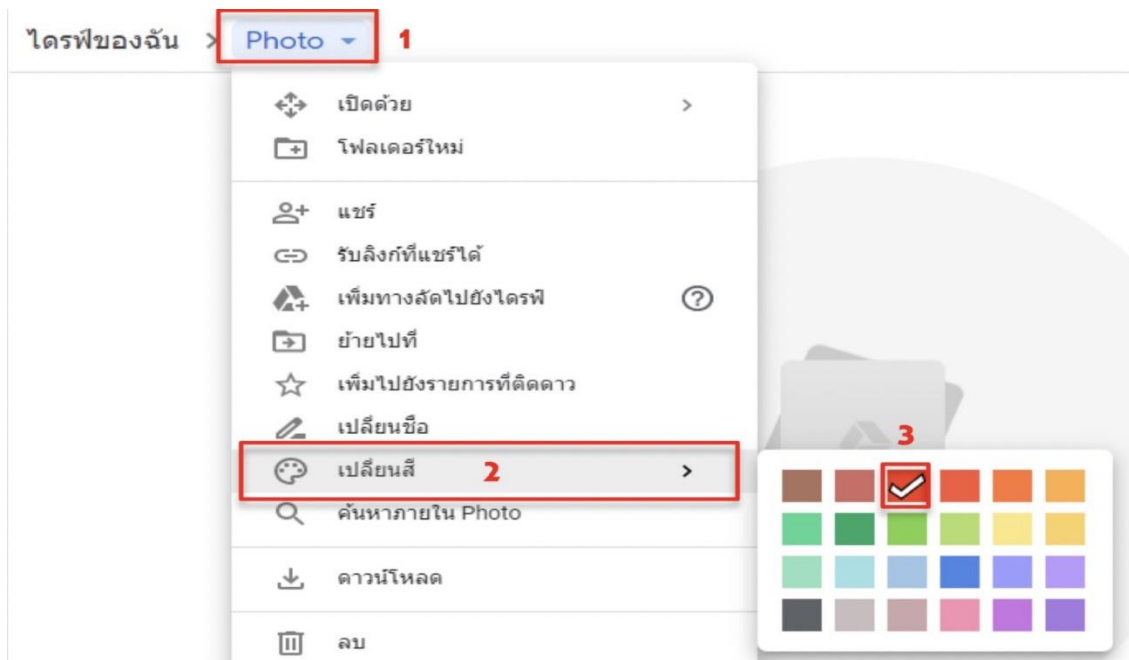 ไดรฟ์ของฉัน > Photo 1
เปิดด้วย >
โฟลเดอร์ใหม่
แชร์
รับลิงก์ที่แชร์ได้
เพิ่มทางลัดไปยังไดรฟ์
ย้ายไปที่
เพิ่มไปยังรายการที่ติดดาว
เปลี่ยนชื่อ
เปลี่ยนสี 2 >
3
ค้นหาภายใน Photo
ดาวน์โหลด
ลบ